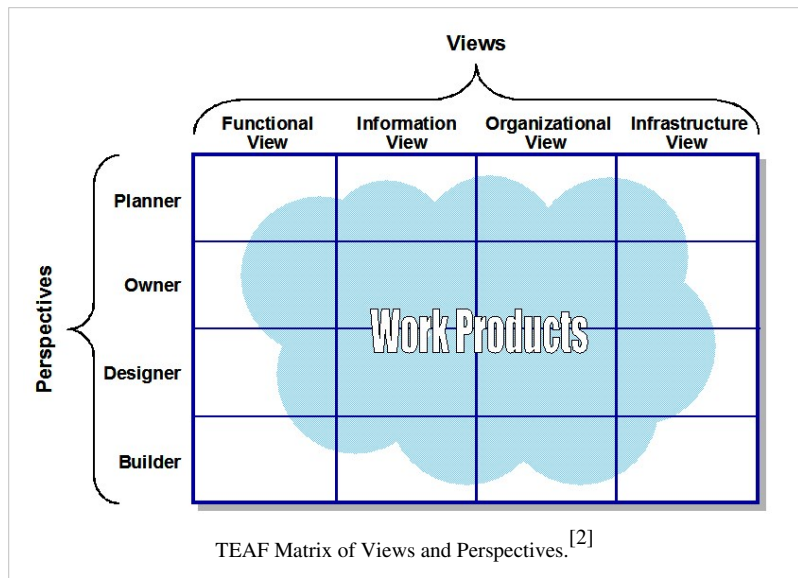 Views
Functional Information Organizational Infrastructure
View View View View
Planner
Owner
Designer
Builder
Perspectives
Work Products
TEAF Matrix of Views and Perspectives.[2]